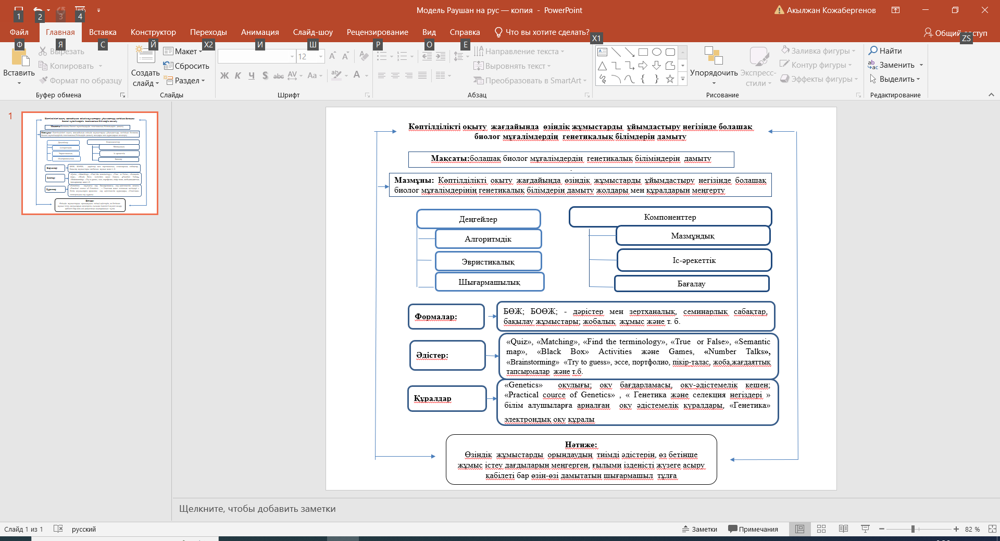 Модель Раушан на рус — копия - PowerPoint
Акылжан Кожабергенов
1 2 3 4
Файл Главная Вставка Конструктор Переходы Анимация Слайд-шоу Рецензирование Вид Справка Что вы хотите сделать? Общий доступ
Ф Я С Й Х2 И Ш Р О Е Х1 ZS
Вставить
Вырезать
Копировать
Формат по образцу
Буфер обмена
Создать слайд
Макет
Сбросить
Раздел
Слайды
12
Ж К Ч S abc AV Aa A
Шрифт
Направление текста
Выровнять текст
Преобразовать в SmartArt
Абзац
Упорядочить
Экспресс-стили
Заливка фигуры
Контур фигуры
Эффекты фигуры
Рисование
Найти
Заменить
Выделить
Редактирование
1
Көптілділікті оқыту жағдайында өзіндік жұмыстарды ұйымдастыру негізінде болашақ
биолог мұғалімдердің генетикалық білімдерін дамыту
Мақсаты:болашақ биолог мұғалімдердің генетикалық біліміндерін дамыту
Мазмұны: Көптілділікті оқыту жағдайында өзіндік жұмыстарды ұйымдастыру негізінде болашақ
биолог мұғалімдерінің генетикалық білімдерін дамыту жолдары мен құралдарын меңгерту
Деңгейлер
Алгоритмдік
Эвристикалық
Шығармашылық
Компоненттер
Мазмұндық
Іс-әрекеттік
Бағалау
Формалар:
БӨЖ; БОӨЖ; - дәрістер мен зертханалық, семинарлық сабақтар,
бақылау жұмыстары; жобалық жұмыс және т. б.
Әдістер:
«Quiz», «Matching», «Find the terminology», «True or False», «Semantic
map», «Black Box» Activities және Games, «Number Talks»,
«Brainstorming» «Try to guess», эссе, портфолио, пікір-талас, жоба,жағдаяттық
тапсырмалар және т.б.
Құралдар
«Genetics» оқулығы; оқу бағдарламасы, оқу-әдістемелік кешен;
«Practical cource of Genetics» , « Генетика және селекция негіздері »
білім алушыларға арналған оқу әдістемелік құралдары, «Генетика»
электрондық оқу құралы
Нәтиже:
Өзіндік жұмыстарды орындаудың тиімді әдістерін, өз бетінше
жұмыс істеу дағдыларын меңгерген, ғылыми ізденісті жүзеге асыру
қабілеті бар өзін-өзі дамытатын шығармашыл тұлға
Щелкните, чтобы добавить заметки
Слайд 1 из 1 русский
Заметки Примечания 82 %